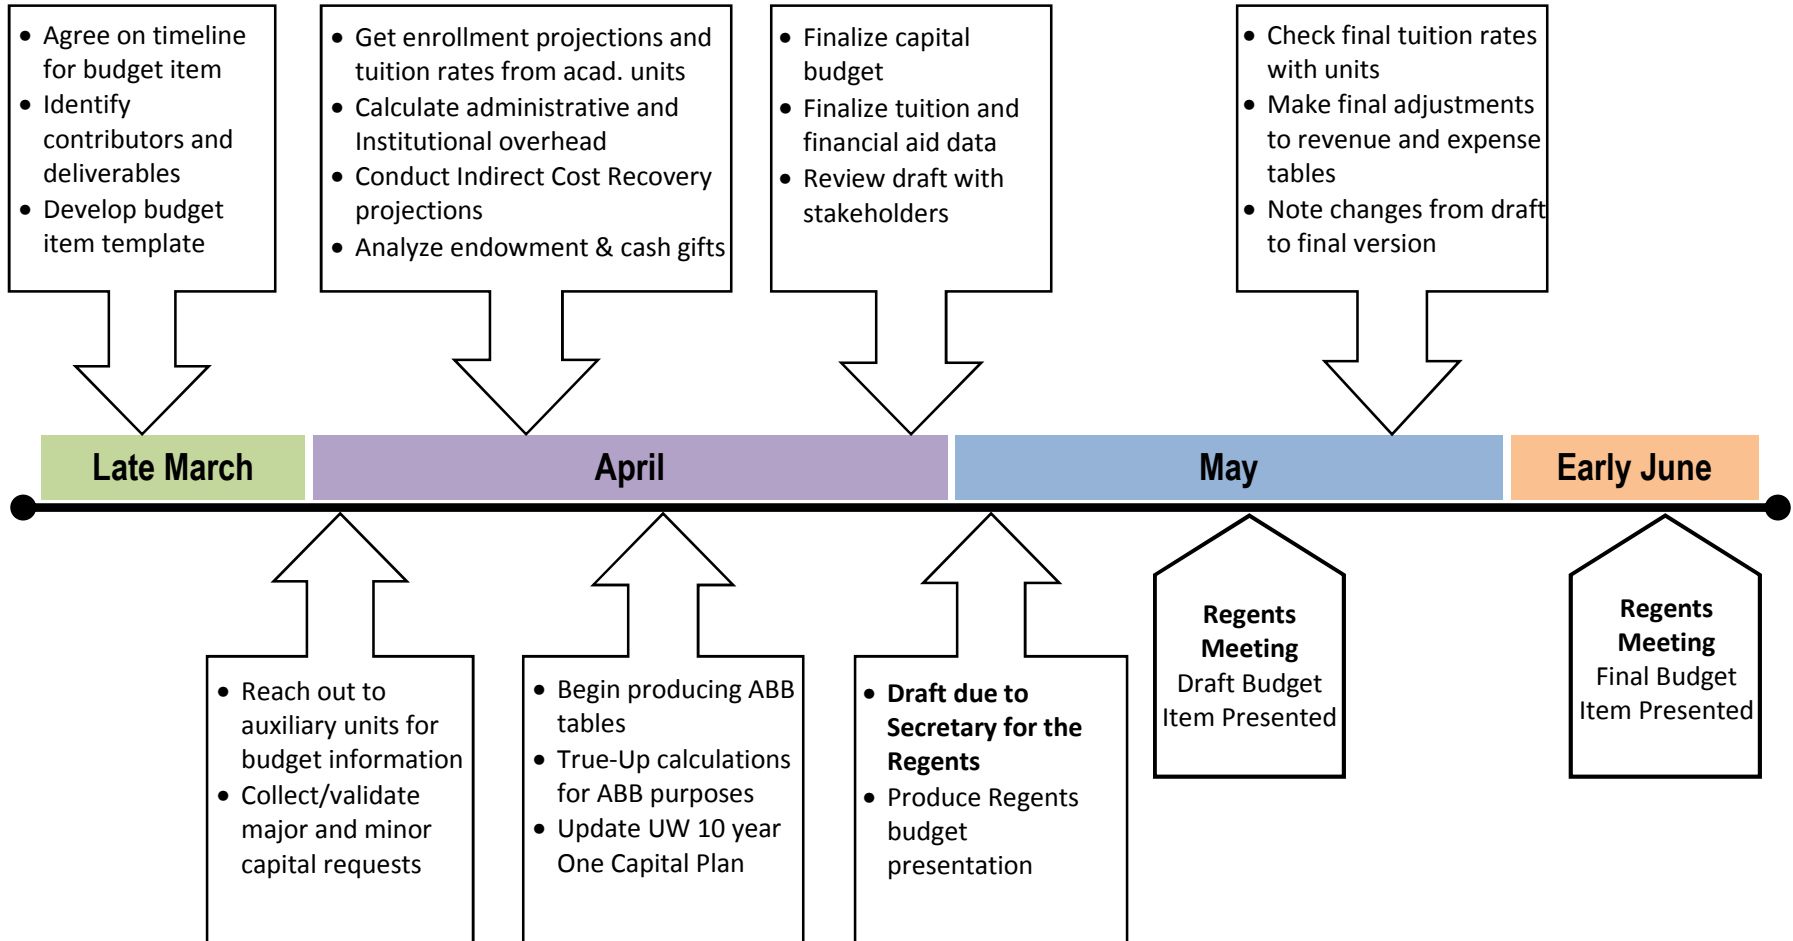 • Agree on timeline
for budget item
• Identify
contributors and
deliverables
• Develop budget
item template
• Get enrollment projections and
tuition rates from acad. units
• Calculate administrative and
Institutional overhead
• Conduct Indirect Cost Recovery
projections
• Analyze endowment & cash gifts
• Finalize capital
budget
• Finalize tuition and
financial aid data
• Review draft with
stakeholders
• Check final tuition rates
with units
• Make final adjustments
to revenue and expense
tables
• Note changes from draft
to final version
Late March
April
May
Early June
• Reach out to
auxiliary units for
budget information
• Collect/validate
major and minor
capital requests
• Begin producing ABB
tables
• True-Up calculations
for ABB purposes
• Update UW 10 year
One Capital Plan
• Draft due to
Secretary for the
Regents
• Produce Regents
budget
presentation
Regents
Meeting
Draft Budget
Item Presented
Regents
Meeting
Final Budget
Item Presented